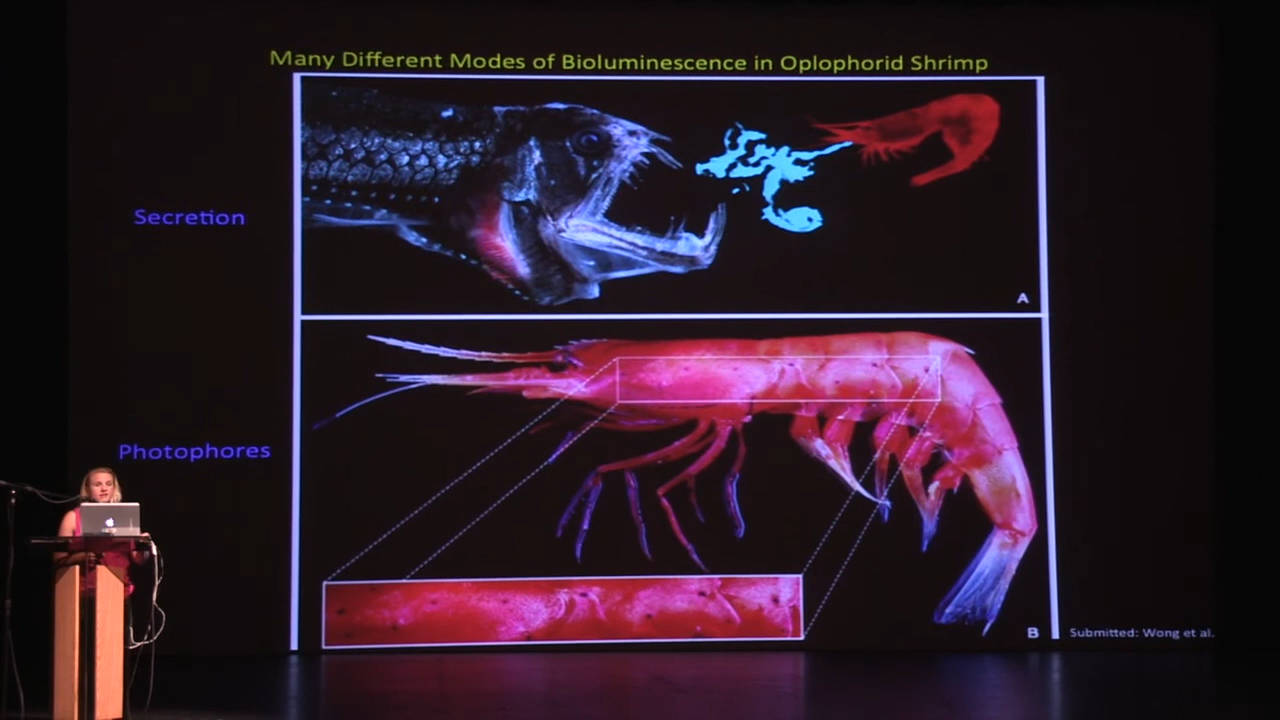 Many Different Modes of Bioluminescence in Oplophorid Shrimp
Secretion
A
Photophores
B
Submitted: Wong et al.